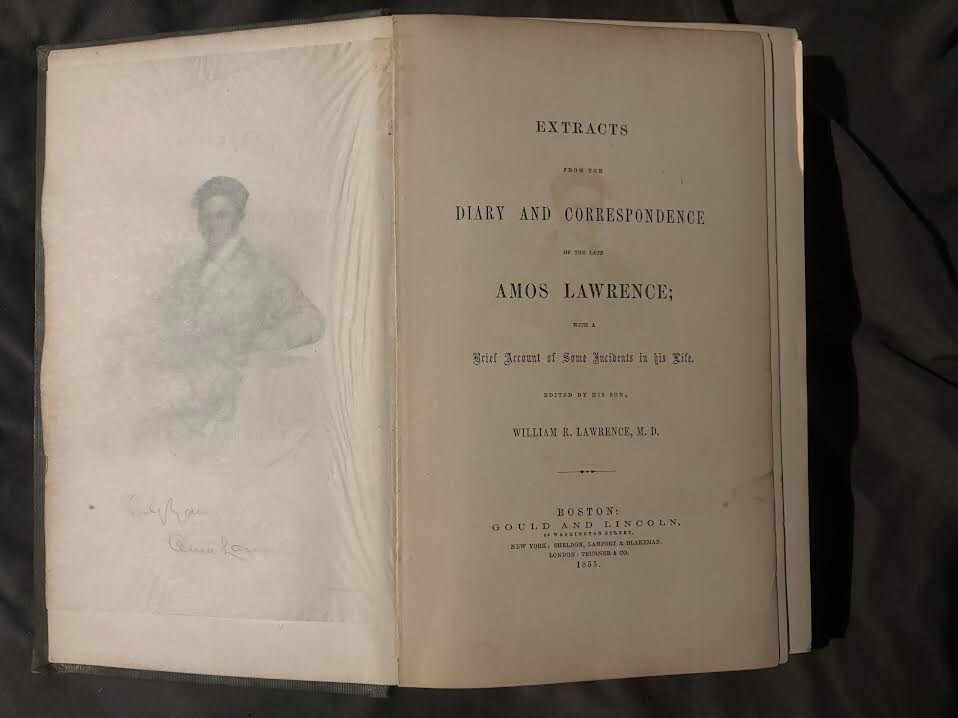 EXTRACTS
FROM THE
DIARY AND CORRESPONDENCE
OF THE LATE
AMOS LAWRENCE;
WITH A
Brief Account of Some Incidents in his Life.
EDITED BY HIS SON,
WILLIAM R. LAWRENCE, M. D.
BOSTON:
GOULD AND LINCOLN,
59 WASHINGTON STREET.
NEW YORK: SHELDON, LAMPORT & BLAKEMAN.
LONDON: TRUBNER & CO.
1855.